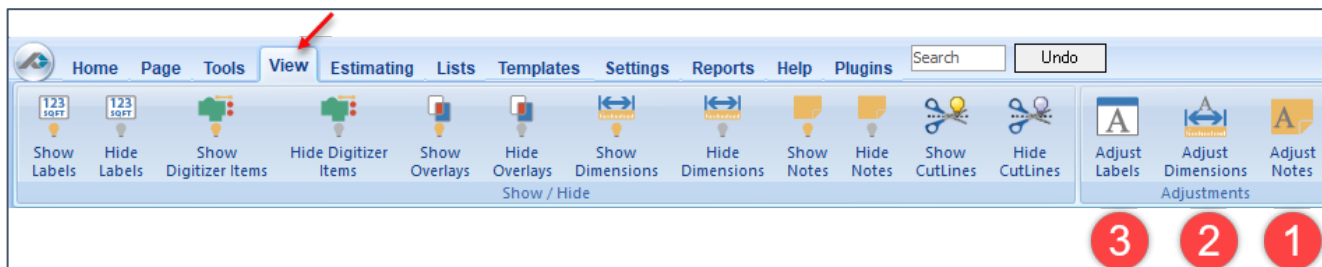 Home Page Tools View Estimating Lists Templates Settings Reports Help Plugins Search Undo
123 SQFT
123 SQFT
Show Labels
Hide Labels
Show Digitizer Items
Hide Digitizer Items
Show Overlays
Hide Overlays
Show Dimensions
Hide Dimensions
Show Notes
Hide Notes
Show CutLines
Hide CutLines
Show / Hide
A
Adjust Labels
A
Adjust Dimensions
A
Adjust Notes
Adjustments
3 2 1